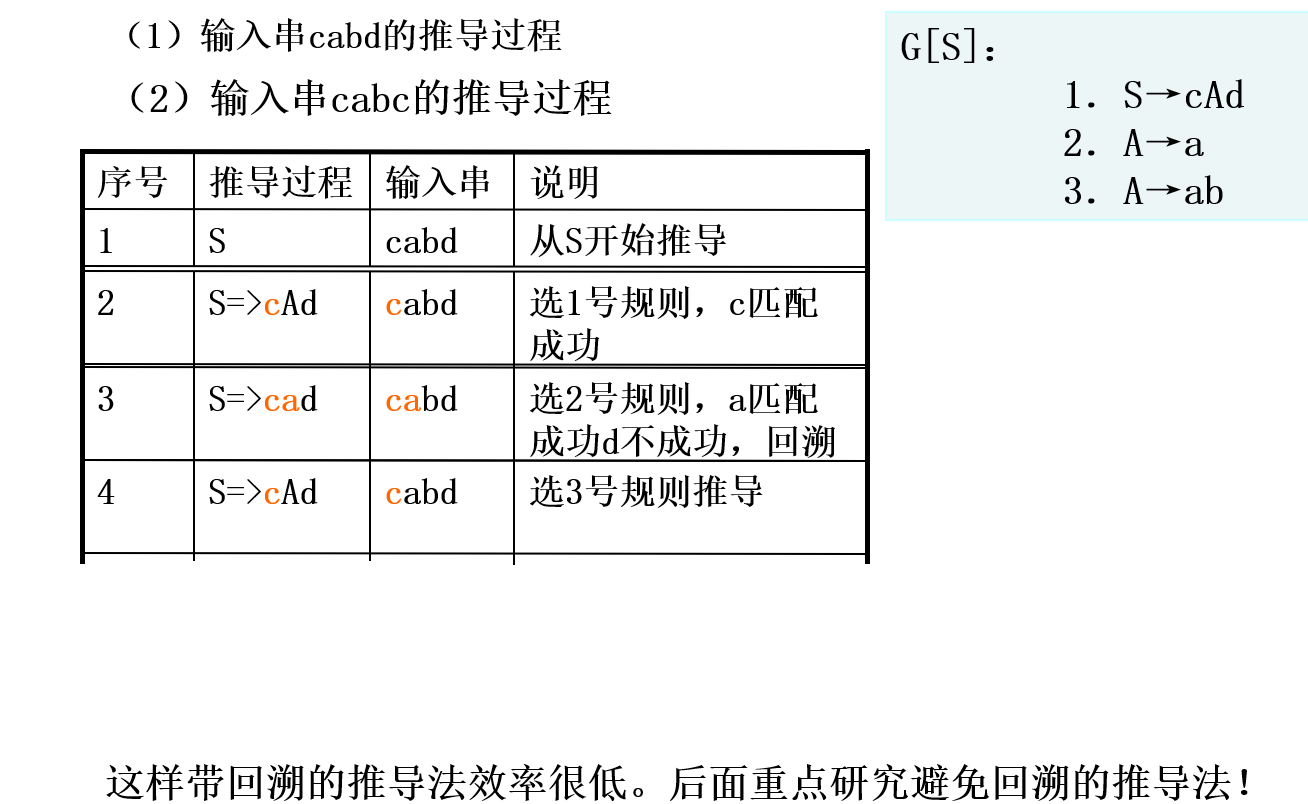 （1）输入串cabd的推导过程
（2）输入串cabc的推导过程
G[S]：
1. S→cAd
2. A→a
3. A→ab
序号 推导过程 输入串 说明
1 S cabd 从S开始推导
2 S=>cAd cabd 选1号规则，c匹配
成功
3 S=>cad cabd 选2号规则，a匹配
成功d不成功，回溯
4 S=>cAd cabd 选3号规则推导
这样带回溯的推导法效率很低。后面重点研究避免回溯的推导法！